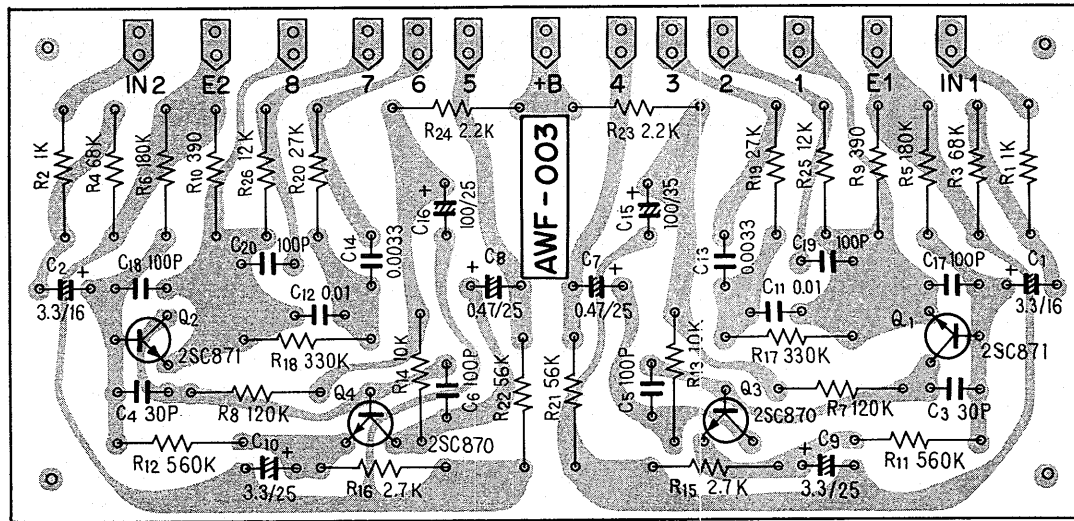 IN 2 E2 8 7 6 5 +B 4 3 2 1 E1 IN 1
R24 2.2K
R23 2.2K
AWF-003
R2 1K
R4 68K
R6 180K
R10 390
R26 12K
R20 27K
R19 27K
R25 12K
R9 390
R5 180K
R3 68K
R1 1K
C16 + 100/25
C15 + 100/35
C2 + 3.3/16
C18 100P
C20 100P
C14 0.0033
C8 + 0.47/25
C7 + 0.47/25
C13 0.0033
C19 100P
C17 100P
C1 + 3.3/16
C12 0.01
C11 0.01
Q2
2SC871
R18 330K
R14 10K
R13 10K
R17 330K
Q1
2SC871
C4 30P
R8 120K
Q4
2SC870
C6 100P
R22 56K
R21 56K
C5 100P
Q3
2SC870
R7 120K
C3 30P
R12 560K
C10 + 3.3/25
R16 2.7K
R15 2.7K
C9 + 3.3/25
R11 560K